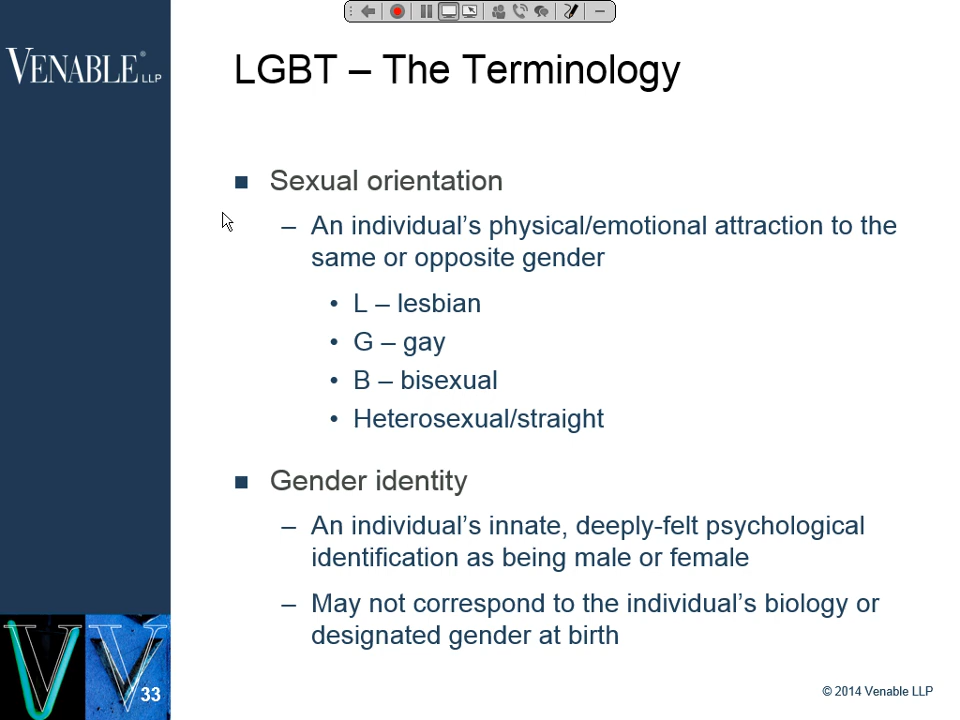 VENABLE® LLP
LGBT – The Terminology
■ Sexual orientation
– An individual’s physical/emotional attraction to the
same or opposite gender
• L – lesbian
• G – gay
• B – bisexual
• Heterosexual/straight
■ Gender identity
– An individual’s innate, deeply-felt psychological
identification as being male or female
– May not correspond to the individual’s biology or
designated gender at birth
33
© 2014 Venable LLP